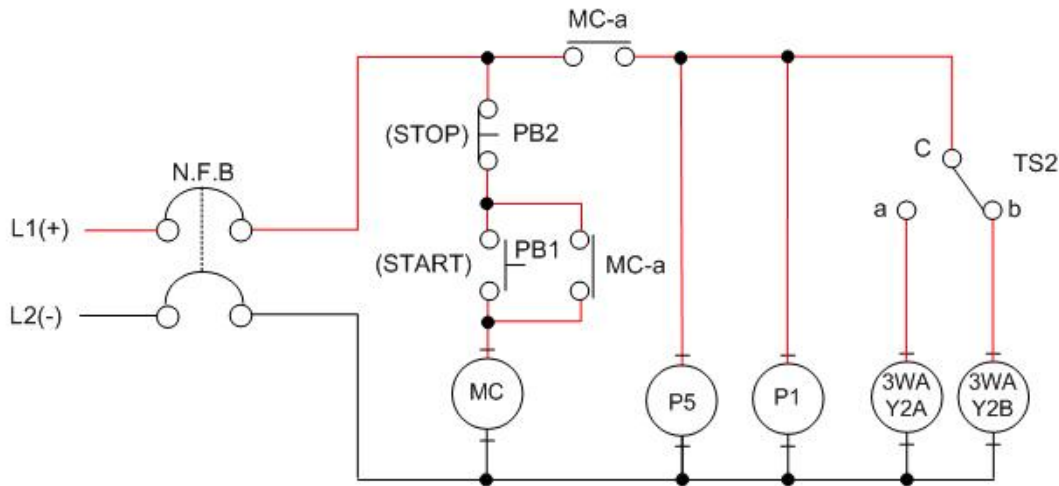 MC-a
(STOP) PB2
C
TS2
N.F.B
L1(+)
a
b
(START) PB1
MC-a
L2(-)
MC
P5
P1
3WA
Y2A
3WA
Y2B